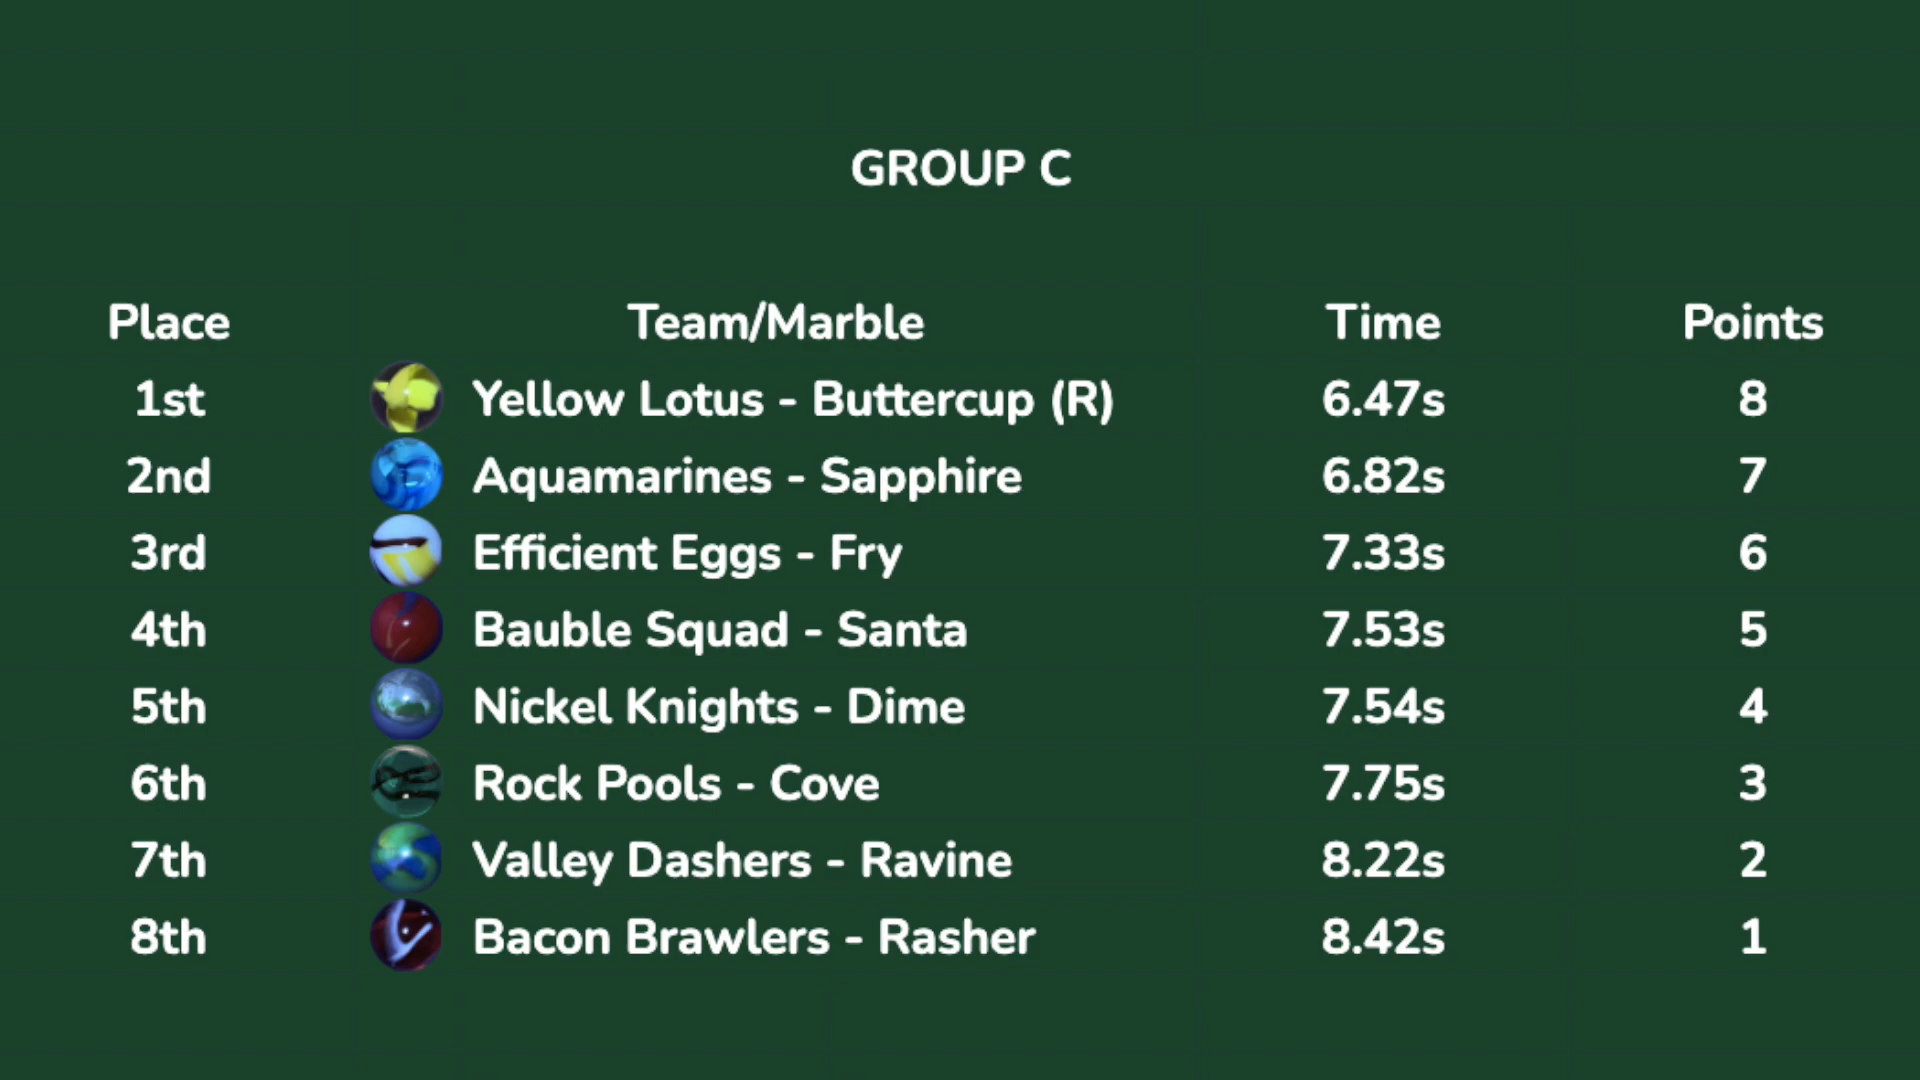 GROUP C
Place Team/Marble Time Points
1st Yellow Lotus - Buttercup (R) 6.47s 8
2nd Aquamarines - Sapphire 6.82s 7
3rd Efficient Eggs - Fry 7.33s 6
4th Bauble Squad - Santa 7.53s 5
5th Nickel Knights - Dime 7.54s 4
6th Rock Pools - Cove 7.75s 3
7th Valley Dashers - Ravine 8.22s 2
8th Bacon Brawlers - Rasher 8.42s 1